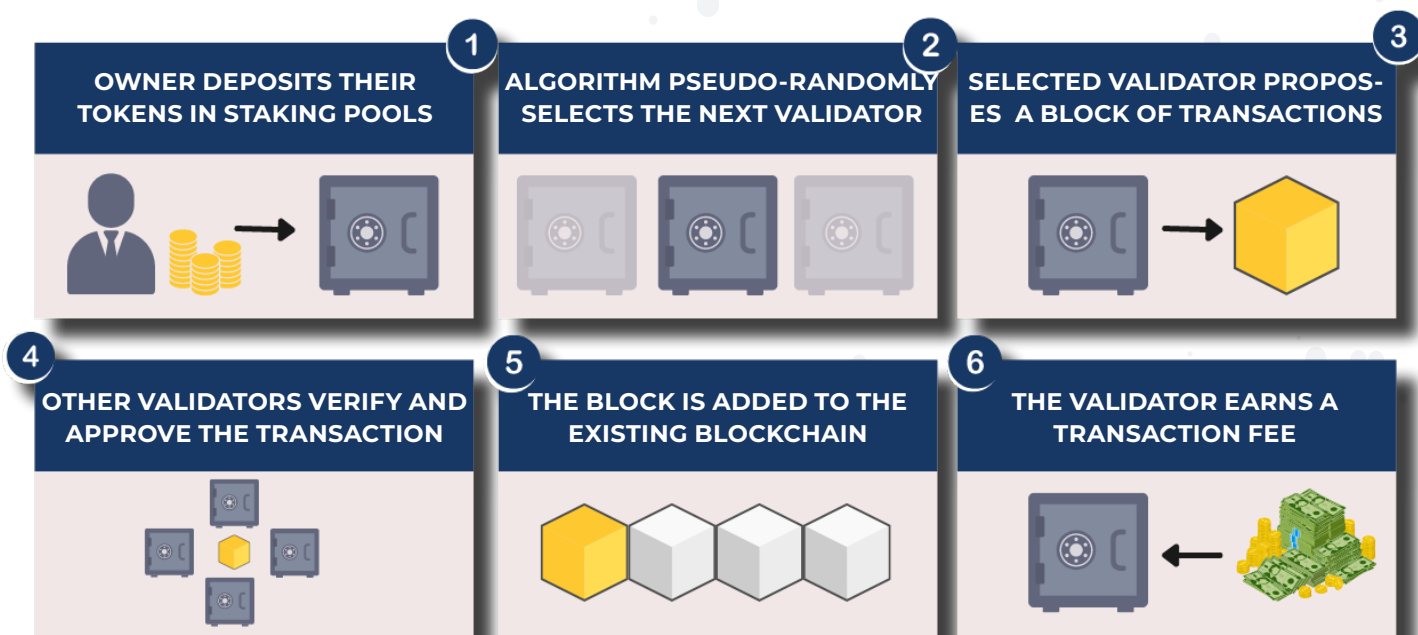 1
OWNER DEPOSITS THEIR
TOKENS IN STAKING POOLS
2
ALGORITHM PSEUDO-RANDOMLY
SELECTS THE NEXT VALIDATOR
3
SELECTED VALIDATOR PROPOS-
ES A BLOCK OF TRANSACTIONS
4
OTHER VALIDATORS VERIFY AND
APPROVE THE TRANSACTION
5
THE BLOCK IS ADDED TO THE
EXISTING BLOCKCHAIN
6
THE VALIDATOR EARNS A
TRANSACTION FEE